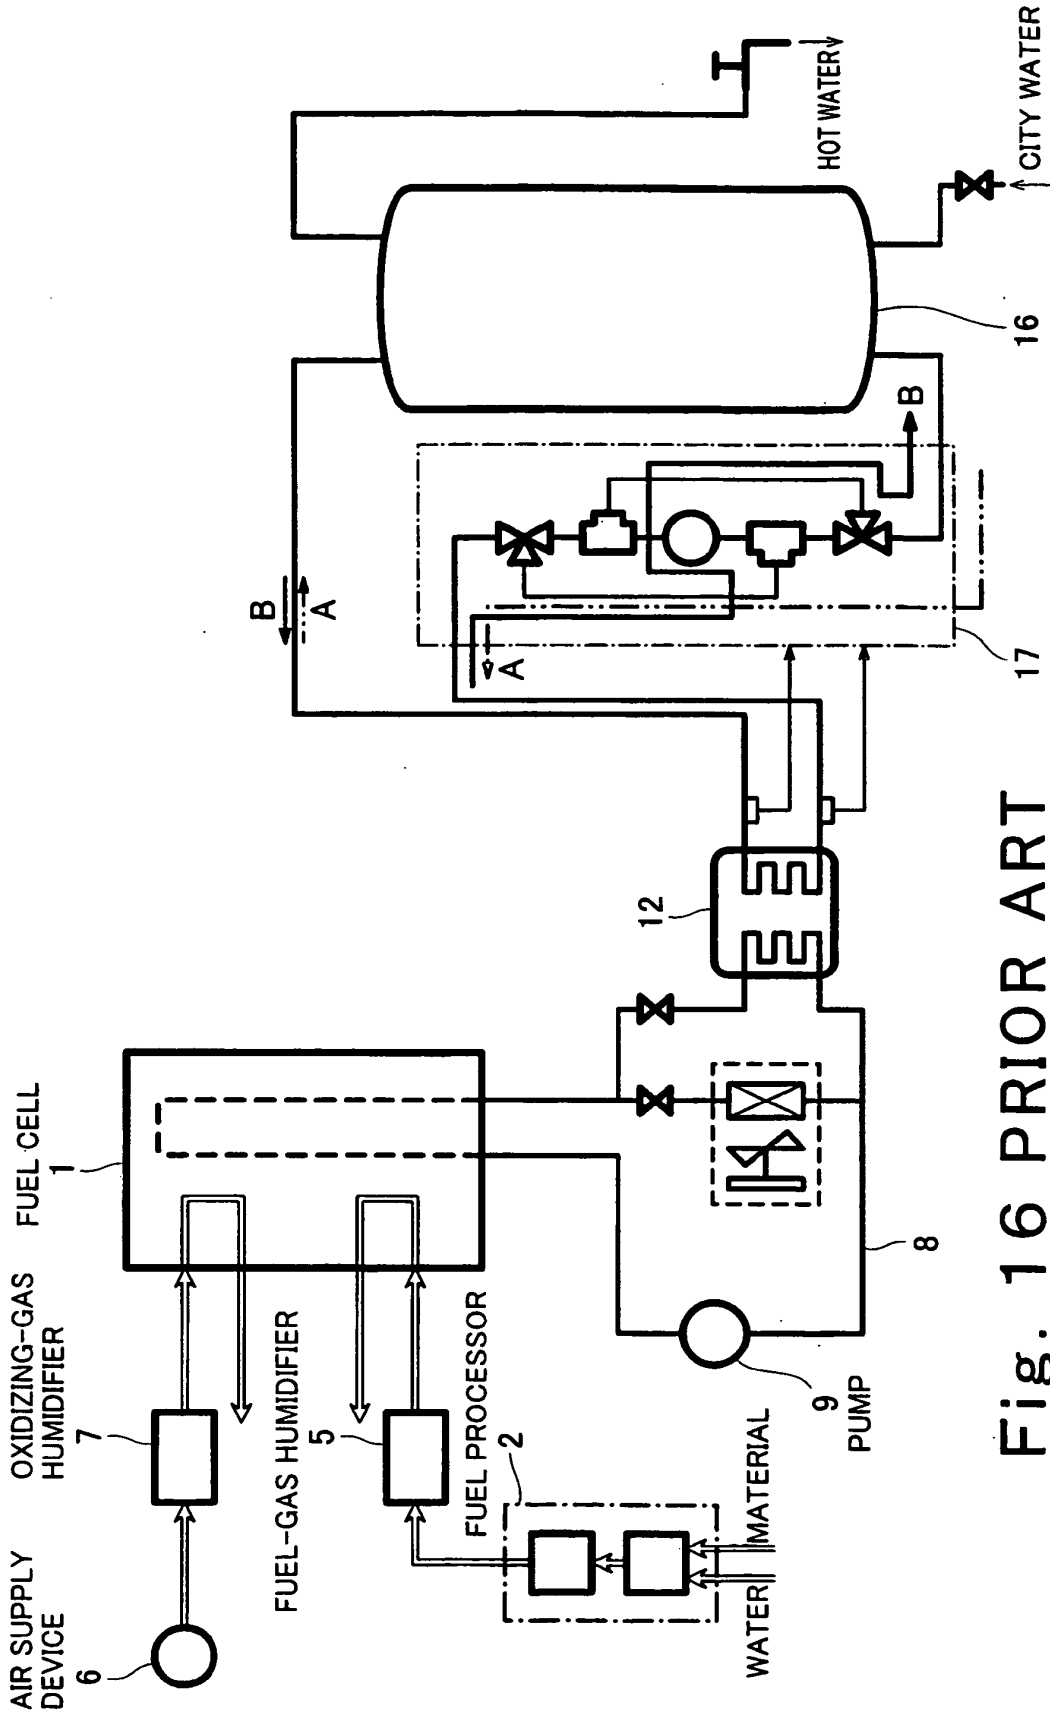 AIR SUPPLY
DEVICE
6
OXIDIZING-GAS
HUMIDIFIER
7
FUEL CELL
1
FUEL-GAS HUMIDIFIER
5
FUEL PROCESSOR
2
WATER
MATERIAL
9
PUMP
8
12
B
A
A
B
17
16
HOT WATER
CITY WATER
Fig. 16 PRIOR ART